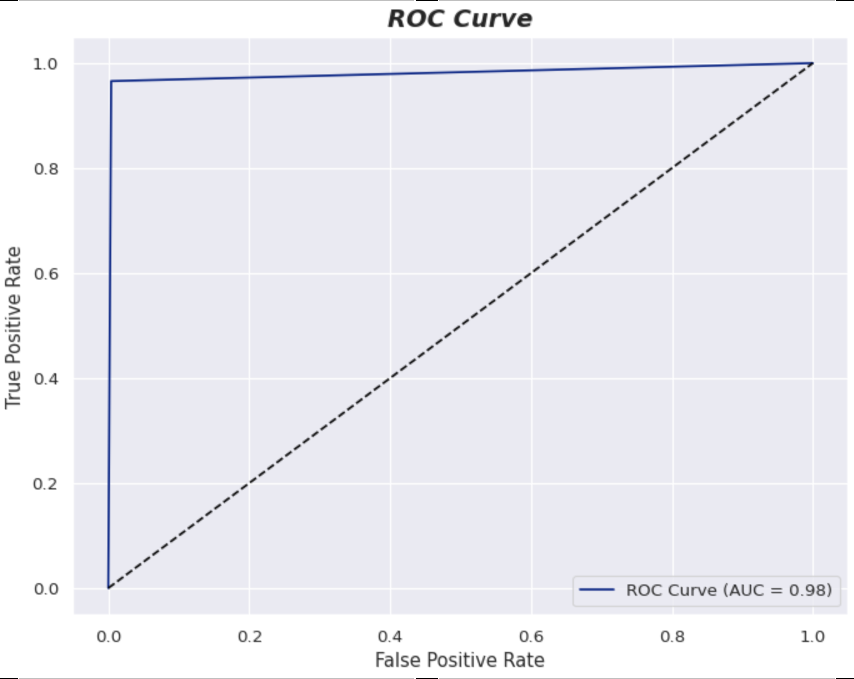 ROC Curve
1.0
0.8
0.6
0.4
0.2
0.0
True Positive Rate
ROC Curve (AUC = 0.98)
0.0 0.2 0.4 0.6 0.8 1.0
False Positive Rate